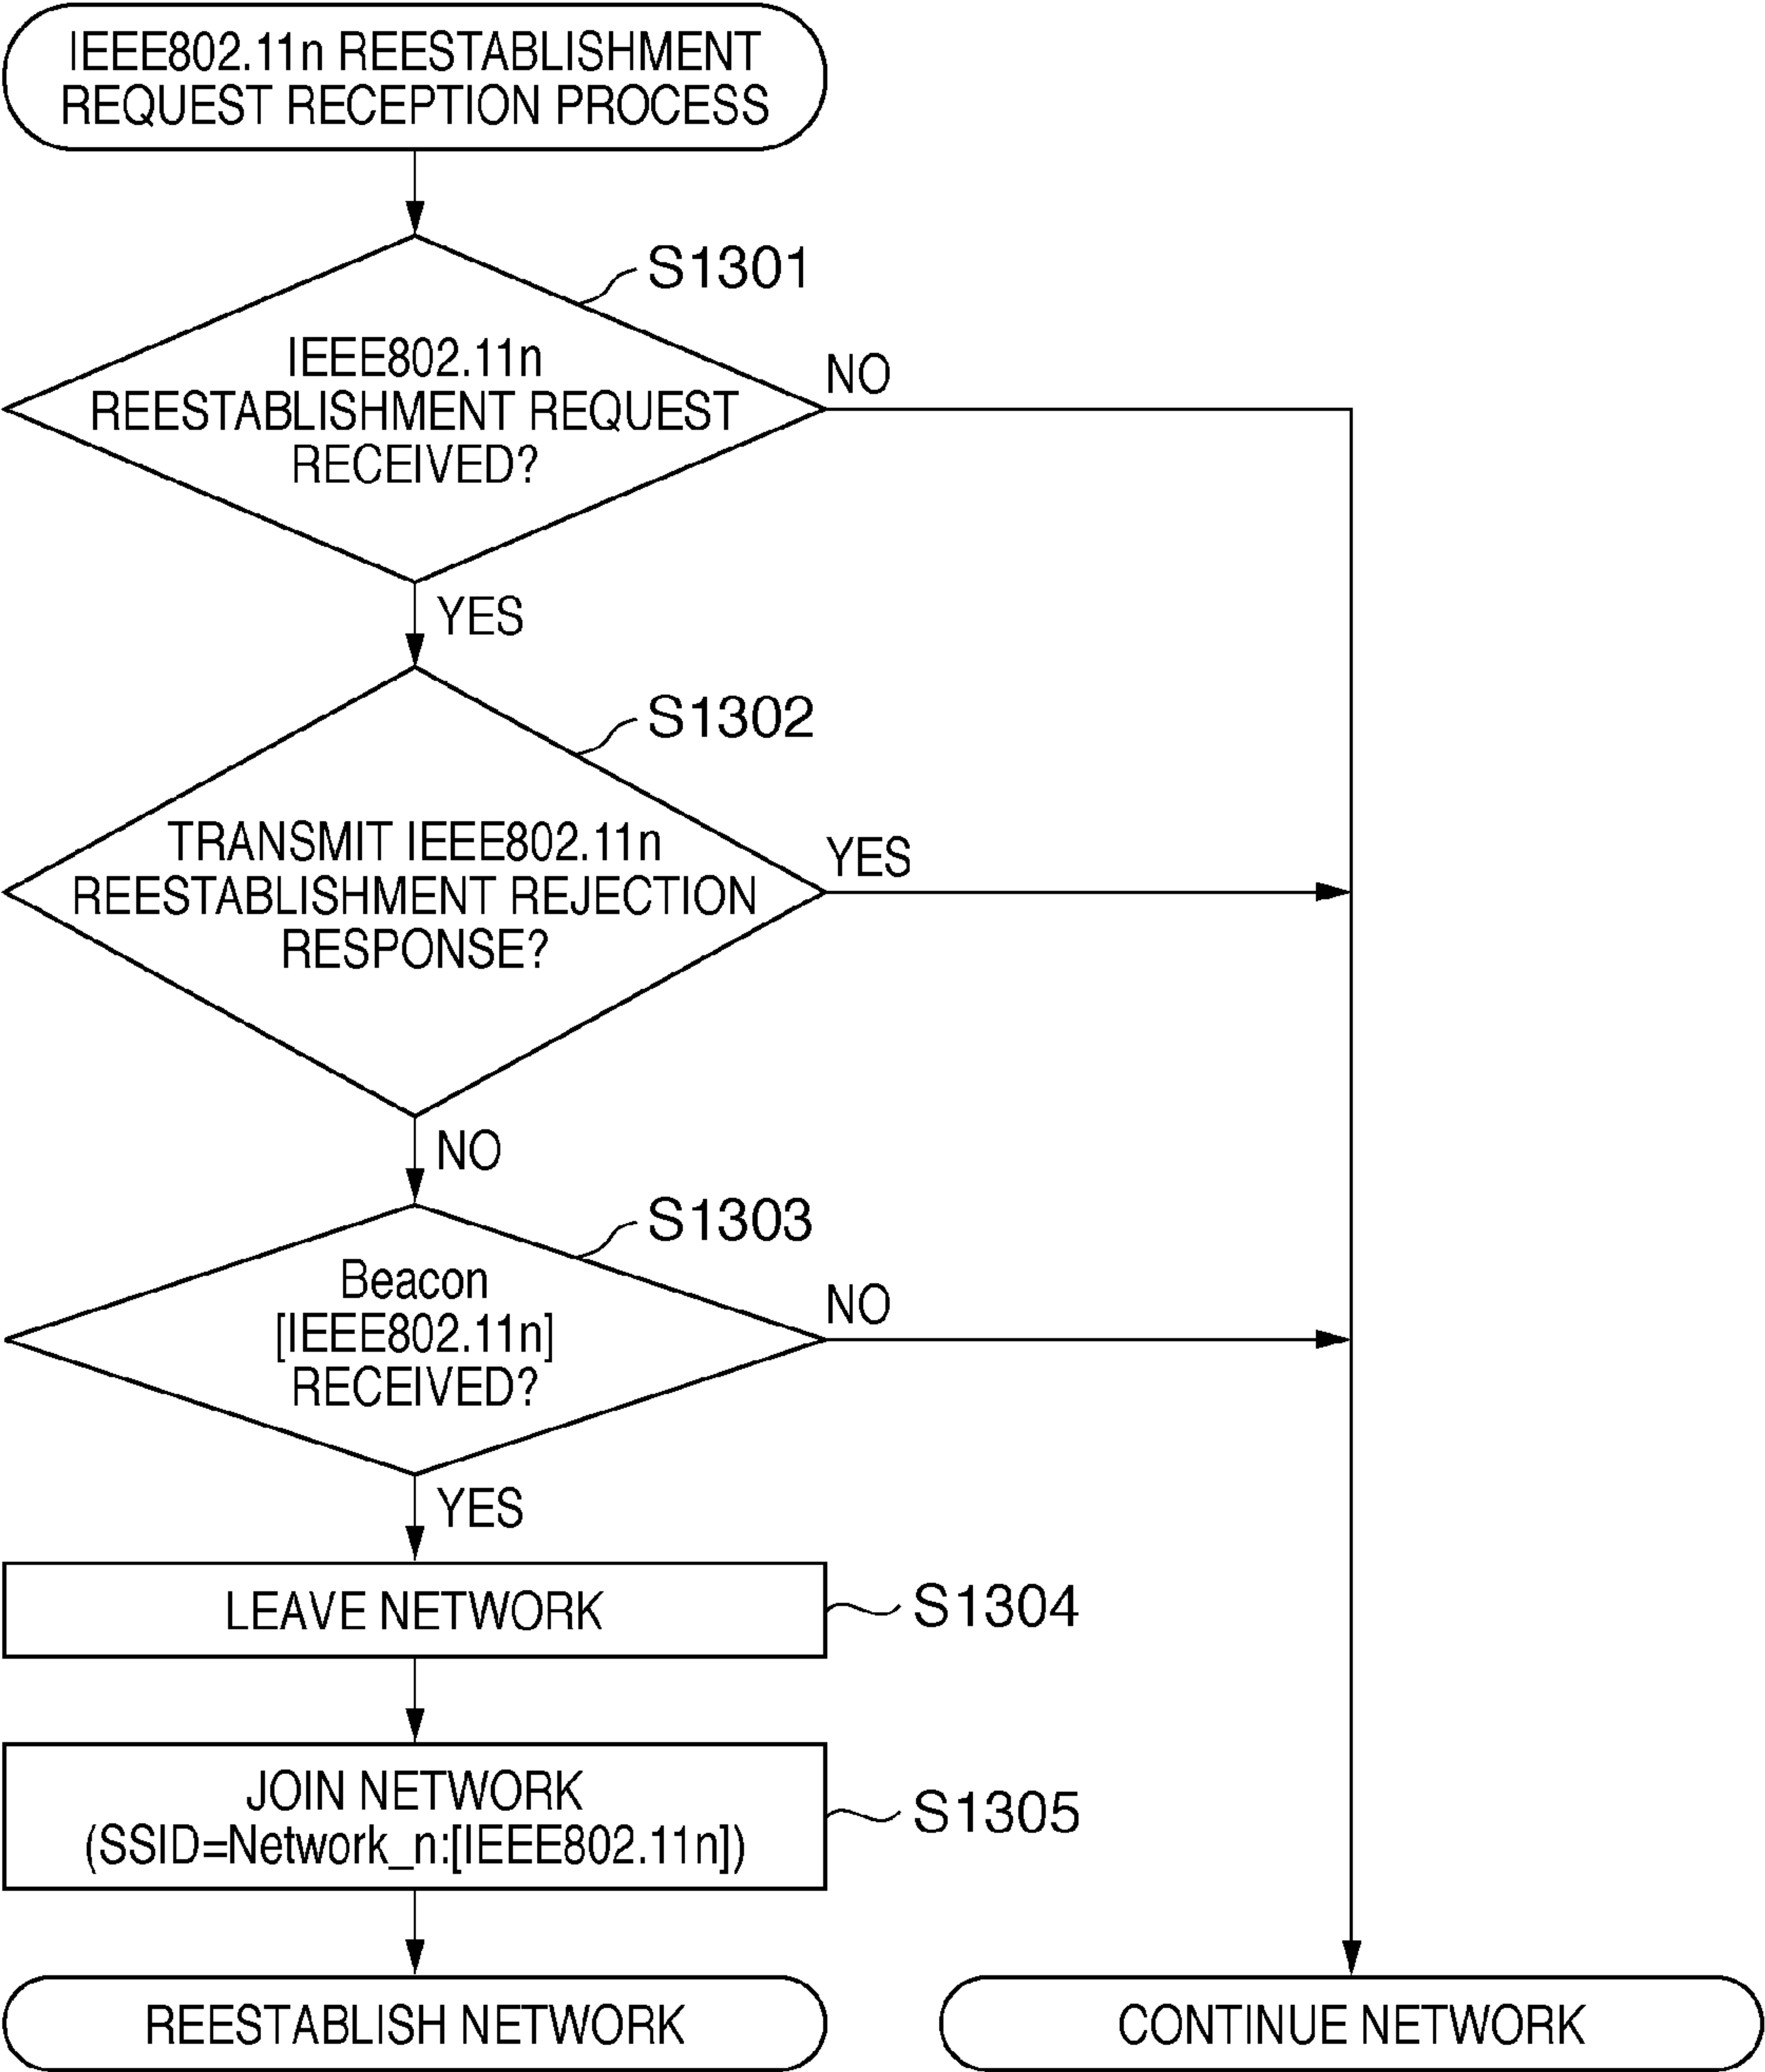 IEEE802.11n REESTABLISHMENT
REQUEST RECEPTION PROCESS
S1301
IEEE802.11n
REESTABLISHMENT REQUEST
RECEIVED?
NO
YES
S1302
TRANSMIT IEEE802.11n
REESTABLISHMENT REJECTION
RESPONSE?
YES
NO
S1303
Beacon
[IEEE802.11n]
RECEIVED?
NO
YES
LEAVE NETWORK
S1304
JOIN NETWORK
(SSID=Network_n:[IEEE802.11n])
S1305
REESTABLISH NETWORK
CONTINUE NETWORK